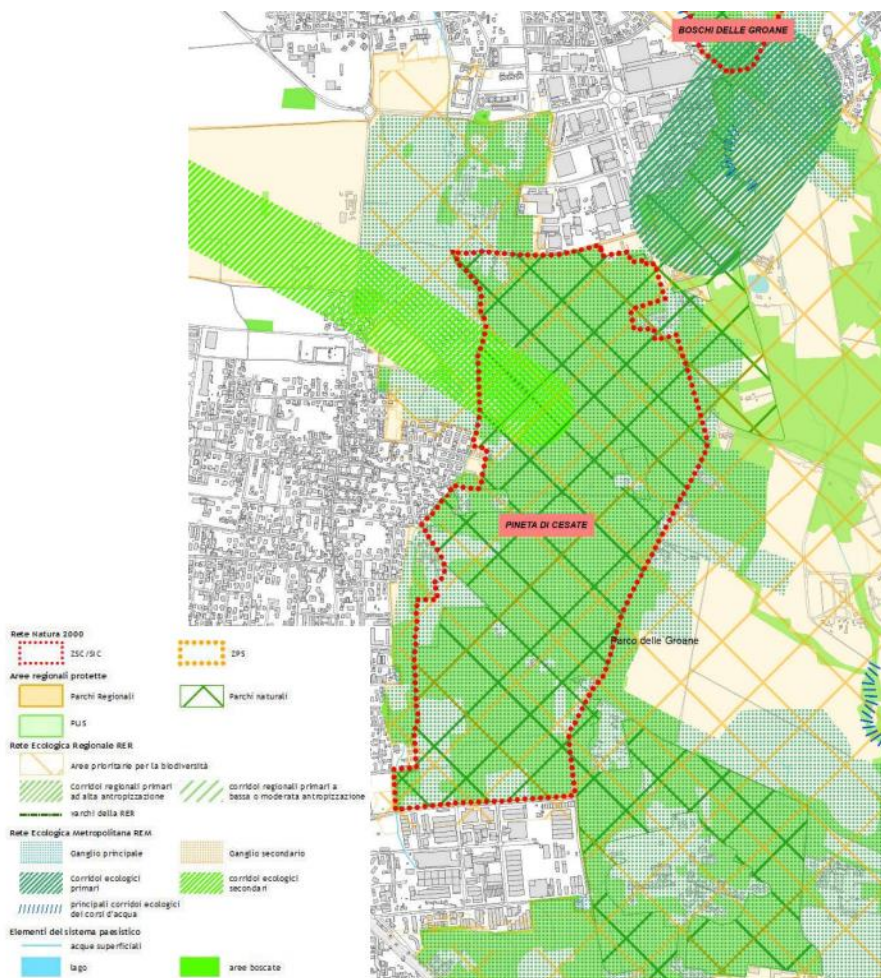 BOSCHI DELLE GROANE
PINETA DI CESATE
Parco delle Groane
Rete Natura 2000
ZSC/SIC
ZPS
Aree regionali protette
Parchi Regionali
Parchi naturali
PLIS
Rete Ecologica Regionale RER
Aree prioritarie per la biodiversità
Corridoi regionali primari
ad alta antropizzazione
corridoi regionali primari a
bassa o moderata antropizzazione
varchi della RER
Rete Ecologica Metropolitana REM
Ganglio principale
Ganglio secondario
Corridoi ecologici
primari
Corridoi ecologici
secondari
principali corridoi ecologici
dei corsi d'acqua
Elementi del sistema paesistico
acque superficiali
lago
aree boscate